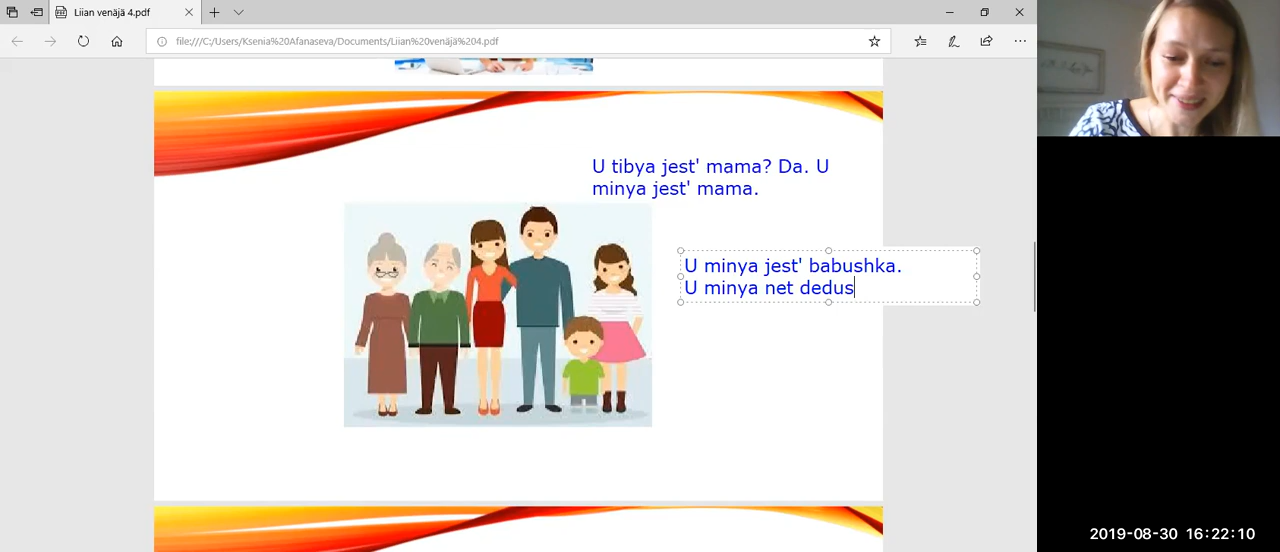 Liian venäjä 4.pdf
file:///C:/Users/Ksenia%20Afanaseva/Documents/Liian%20venäjä%204.pdf
U tibya jest' mama? Da. U
minya jest' mama.
U minya jest' babushka.
U minya net dedus
2019-08-30 16:22:10